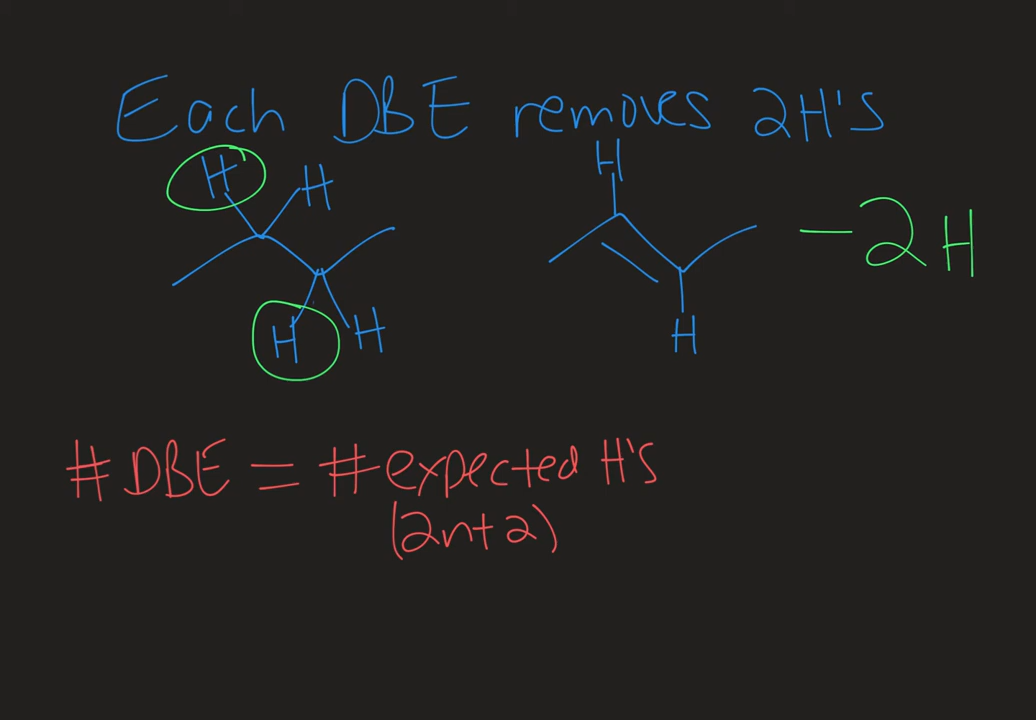 Each DBE removes 2H's
H
H
H
-2H
H
H
H
#DBE = #expected H's
(2n+2)